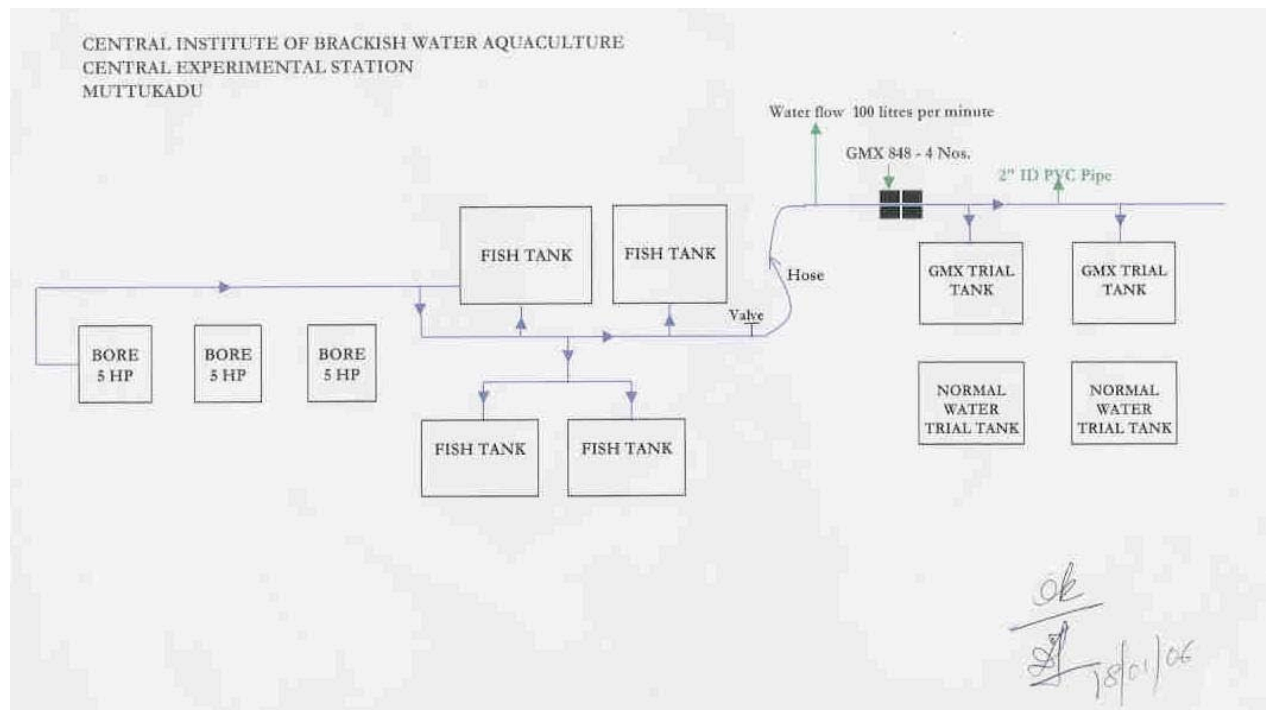 CENTRAL INSTITUTE OF BRACKISH WATER AQUACULTURE
CENTRAL EXPERIMENTAL STATION
MUTTUKADU
Water flow 100 litres per minute
GMX 848 - 4 Nos.
2" ID PVC Pipe
FISH TANK
FISH TANK
GMX TRIAL
TANK
GMX TRIAL
TANK
Hose
Valve
BORE
5 HP
BORE
5 HP
BORE
5 HP
NORMAL
WATER
TRIAL TANK
NORMAL
WATER
TRIAL TANK
FISH TANK
FISH TANK
Ok
18/01/06